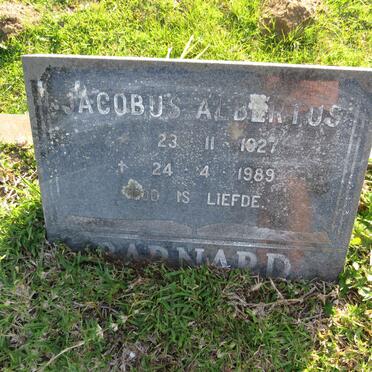 JACOBUS ALBERTUS
* 23 · 11 · 1927
† 24 · 4 · 1989
GOD IS LIEFDE.
BARNARD